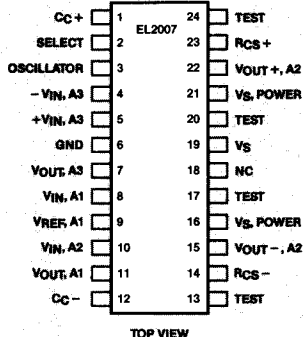 CC+ 1 EL2007 24 TEST
SELECT 2 23 RCS+
OSCILLATOR 3 22 VOUT+, A2
-VIN, A3 4 21 VS, POWER
+VIN, A3 5 20 TEST
GND 6 19 VS
VOUT, A3 7 18 NC
VIN, A1 8 17 TEST
VREF, A1 9 16 VS, POWER
VIN, A2 10 15 VOUT-, A2
VOUT, A1 11 14 RCS-
CC- 12 13 TEST
TOP VIEW